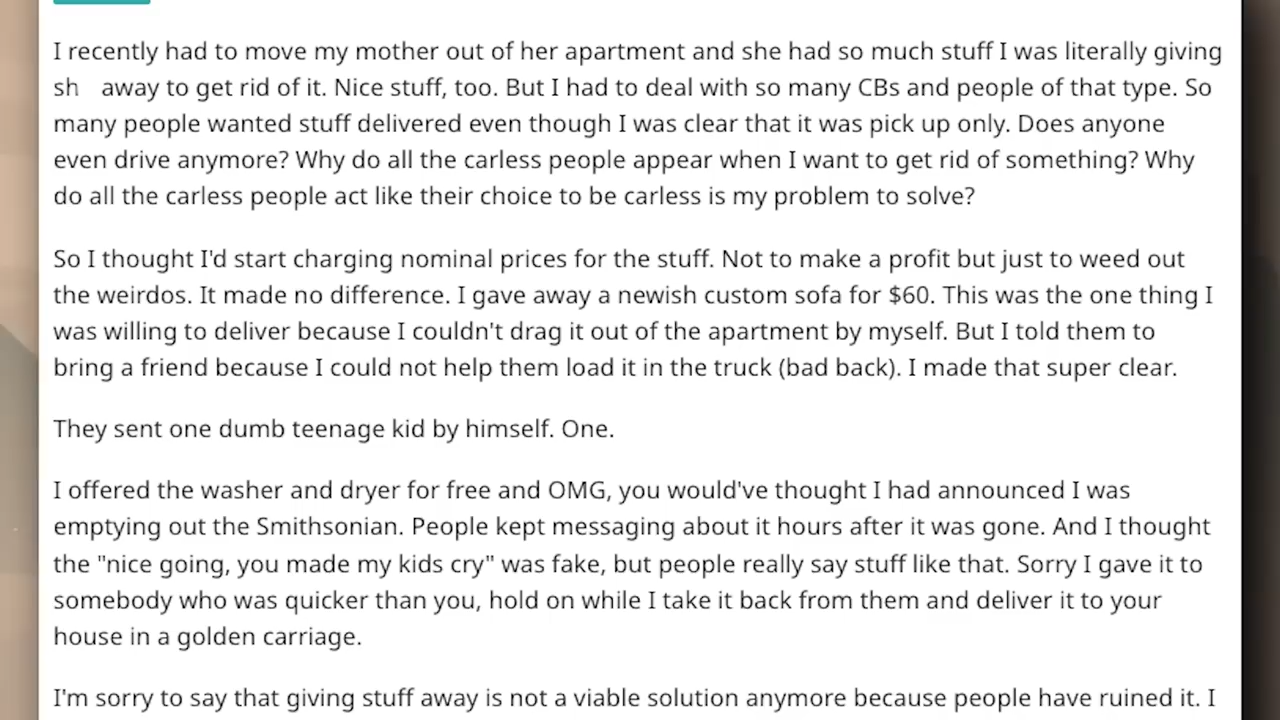 I recently had to move my mother out of her apartment and she had so much stuff I was literally giving
sh away to get rid of it. Nice stuff, too. But I had to deal with so many CBs and people of that type. So
many people wanted stuff delivered even though I was clear that it was pick up only. Does anyone
even drive anymore? Why do all the carless people appear when I want to get rid of something? Why
do all the carless people act like their choice to be carless is my problem to solve?
So I thought I'd start charging nominal prices for the stuff. Not to make a profit but just to weed out
the weirdos. It made no difference. I gave away a newish custom sofa for $60. This was the one thing I
was willing to deliver because I couldn't drag it out of the apartment by myself. But I told them to
bring a friend because I could not help them load it in the truck (bad back). I made that super clear.
They sent one dumb teenage kid by himself. One.
I offered the washer and dryer for free and OMG, you would've thought I had announced I was
emptying out the Smithsonian. People kept messaging about it hours after it was gone. And I thought
the "nice going, you made my kids cry" was fake, but people really say stuff like that. Sorry I gave it to
somebody who was quicker than you, hold on while I take it back from them and deliver it to your
house in a golden carriage.
I'm sorry to say that giving stuff away is not a viable solution anymore because people have ruined it. I